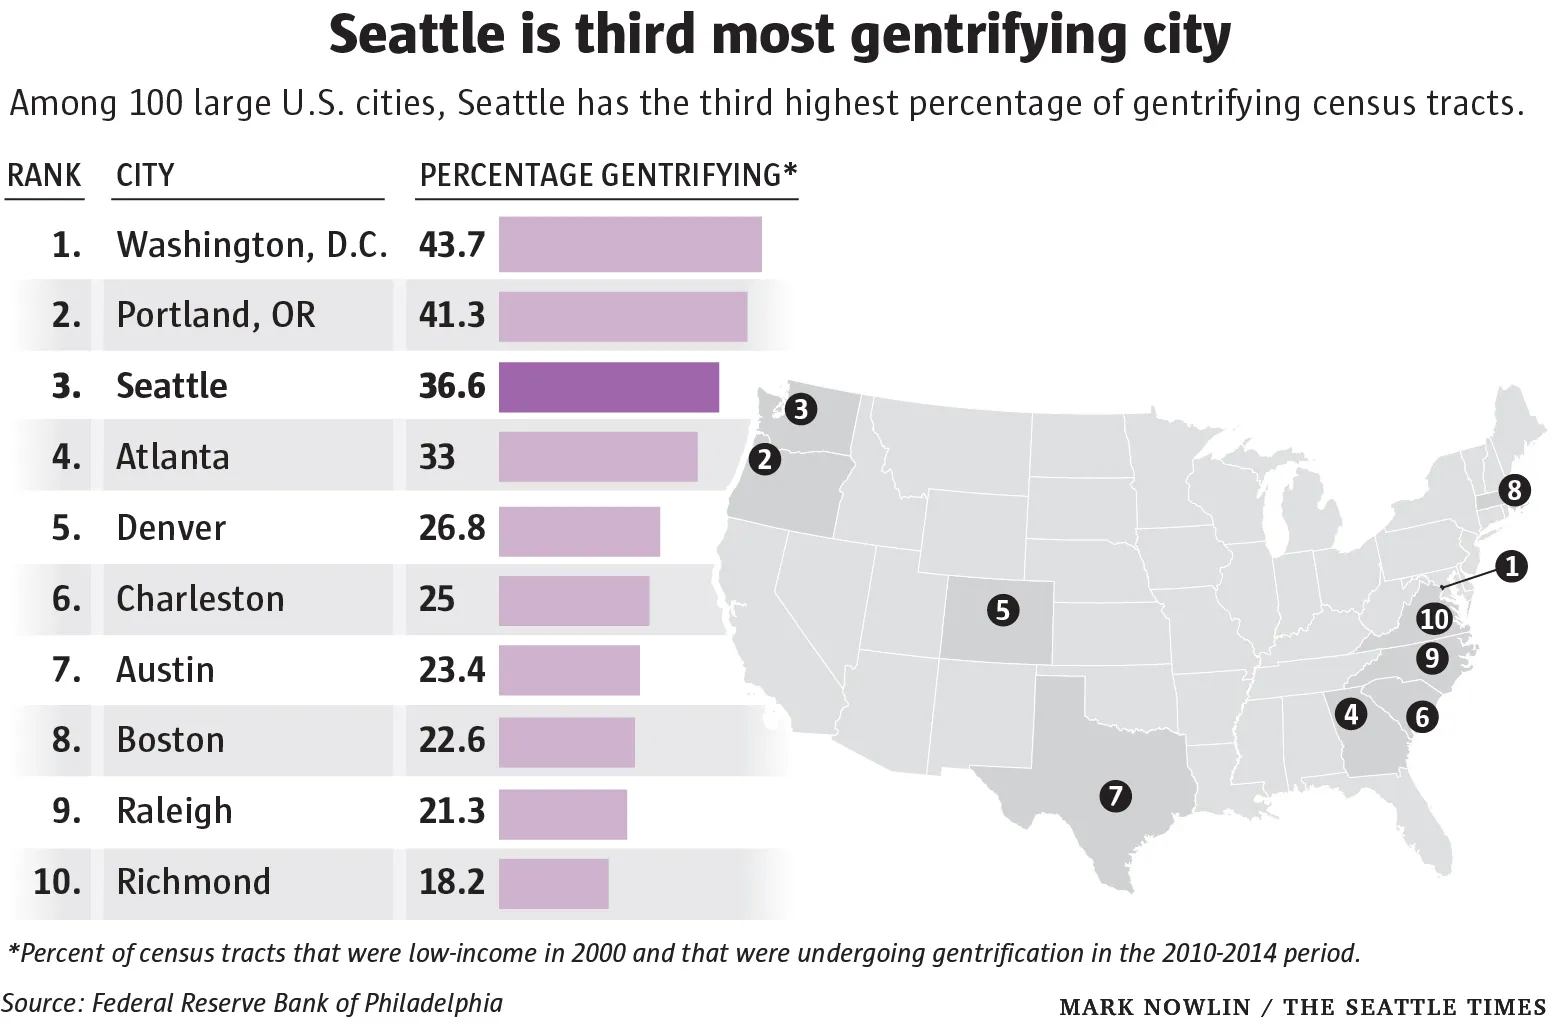 Seattle is third most gentrifying city
Among 100 large U.S. cities, Seattle has the third highest percentage of gentrifying census tracts.
RANK CITY PERCENTAGE GENTRIFYING*
1. Washington, D.C. 43.7
2. Portland, OR 41.3
3. Seattle 36.6
4. Atlanta 33
5. Denver 26.8
6. Charleston 25
7. Austin 23.4
8. Boston 22.6
9. Raleigh 21.3
10. Richmond 18.2
3
2
8
1
5
10
9
4
6
7
*Percent of census tracts that were low-income in 2000 and that were undergoing gentrification in the 2010-2014 period.
Source: Federal Reserve Bank of Philadelphia
MARK NOWLIN / THE SEATTLE TIMES